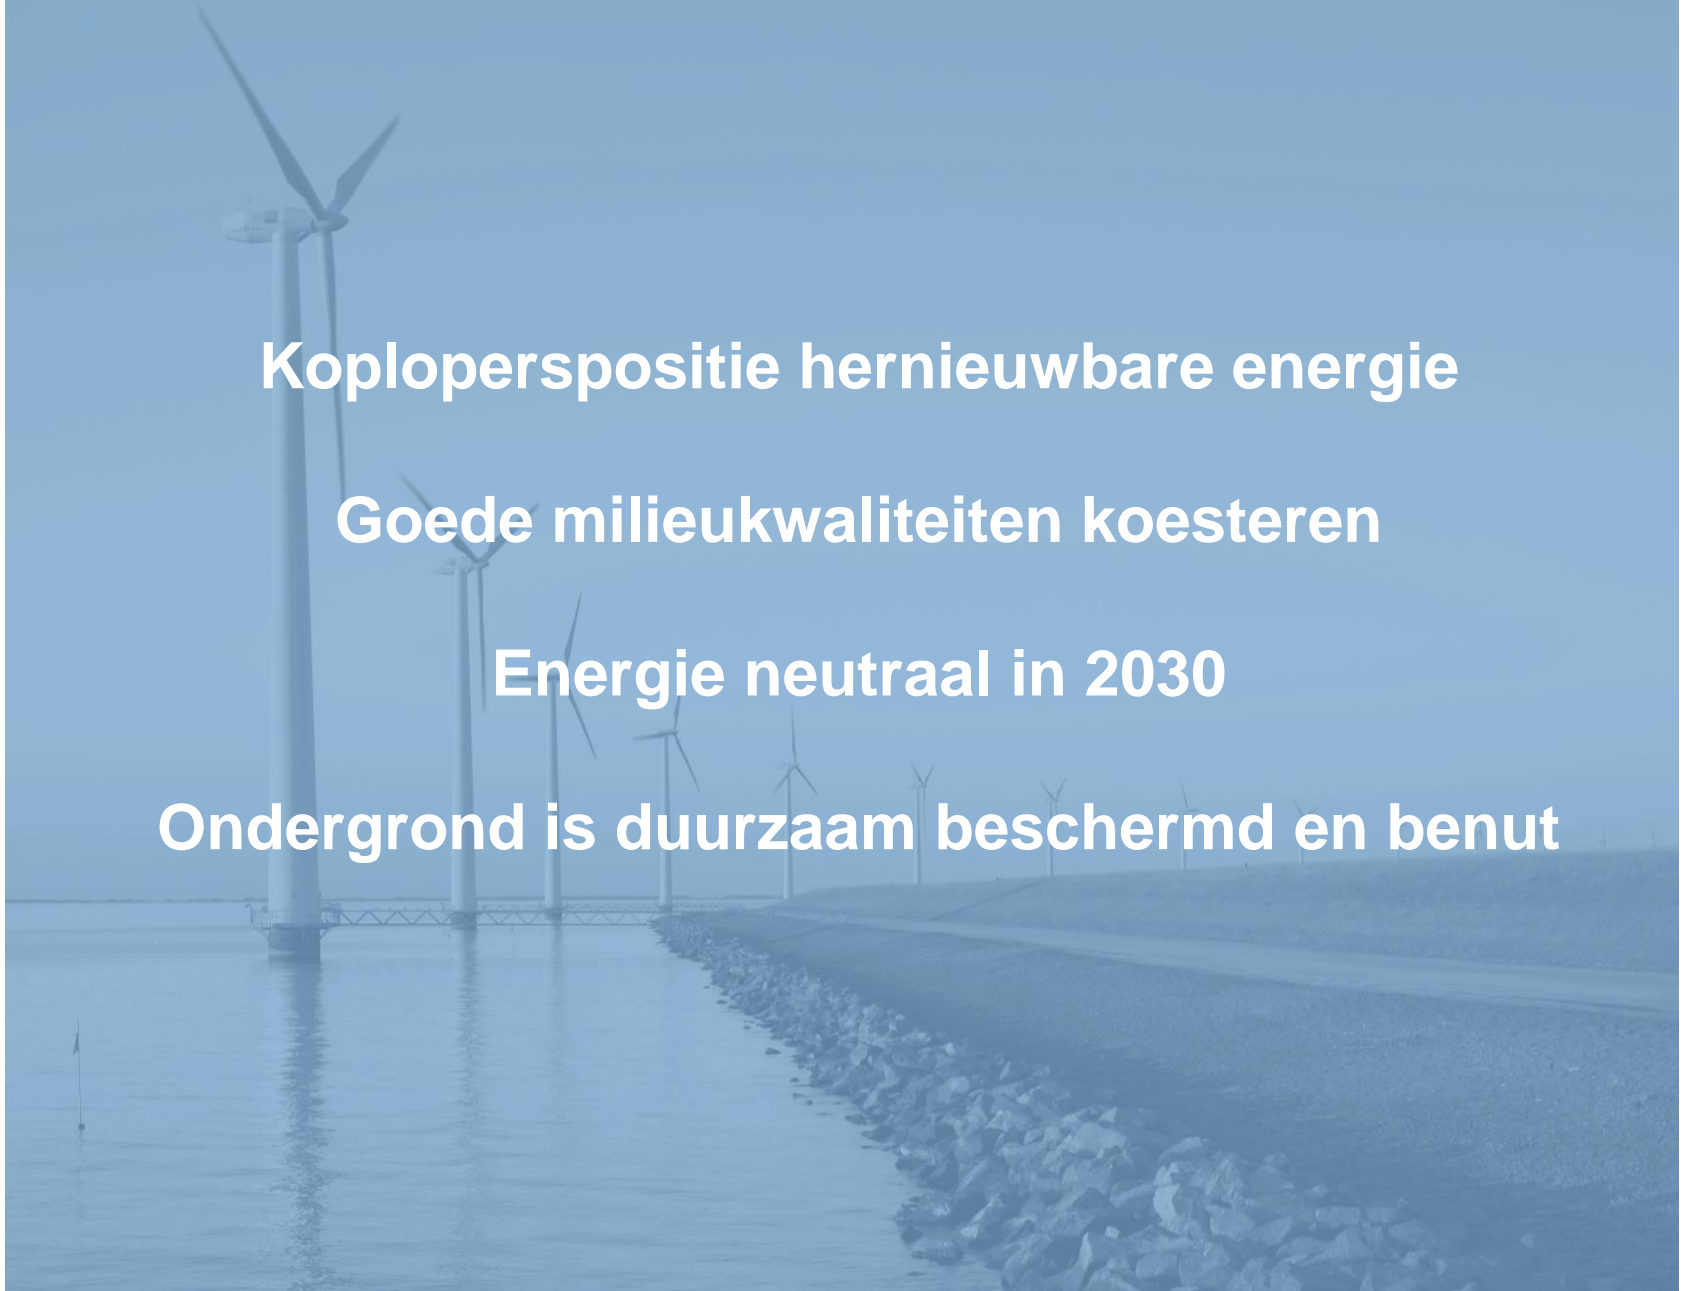 Koploperspositie hernieuwbare energie
Goede milieukwaliteiten koesteren
Energie neutraal in 2030
Ondergrond is duurzaam beschermd en benut